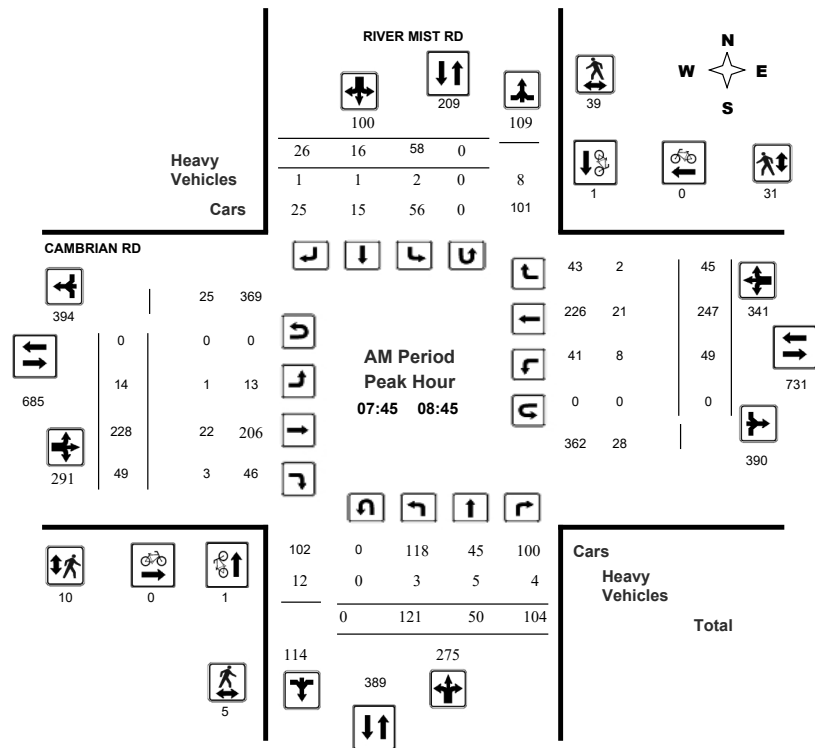 RIVER MIST RD
N
W E
S
39
209
100 109
26 16 58 0
Heavy
Vehicles
1 1 2 0 8
1 0 31
Cars 25 15 56 0 101
CAMBRIAN RD
43 2 45
25 369
394
341
226 21 247
0 0 0
AM Period
Peak Hour
41 8 49
731
14 1 13
685
07:45 08:45
0 0 0
228 22 206
362 28
390
291 49 3 46
102 0 118 45 100 Cars
12 0 3 5 4 Heavy
Vehicles
10 0 1
0 121 50 104 Total
114 275
389
5